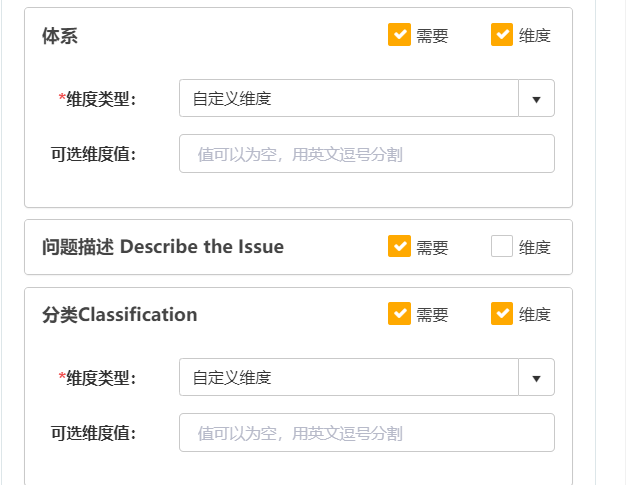 体系 需要 维度
*维度类型： 自定义维度
可选维度值： 值可以为空，用英文逗号分割
问题描述 Describe the Issue 需要 维度
分类Classification 需要 维度
*维度类型： 自定义维度
可选维度值： 值可以为空，用英文逗号分割